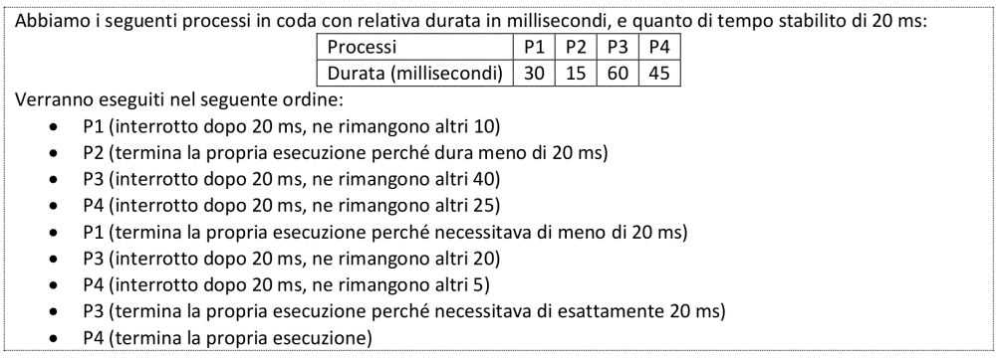 Abbiamo i seguenti processi in coda con relativa durata in millisecondi, e quanto di tempo stabilito di 20 ms:
Processi P1 P2 P3 P4
Durata (millisecondi) 30 15 60 45
Verranno eseguiti nel seguente ordine:
• P1 (interrotto dopo 20 ms, ne rimangono altri 10)
• P2 (termina la propria esecuzione perché dura meno di 20 ms)
• P3 (interrotto dopo 20 ms, ne rimangono altri 40)
• P4 (interrotto dopo 20 ms, ne rimangono altri 25)
• P1 (termina la propria esecuzione perché necessitava di meno di 20 ms)
• P3 (interrotto dopo 20 ms, ne rimangono altri 20)
• P4 (interrotto dopo 20 ms, ne rimangono altri 5)
• P3 (termina la propria esecuzione perché necessitava di esattamente 20 ms)
• P4 (termina la propria esecuzione)